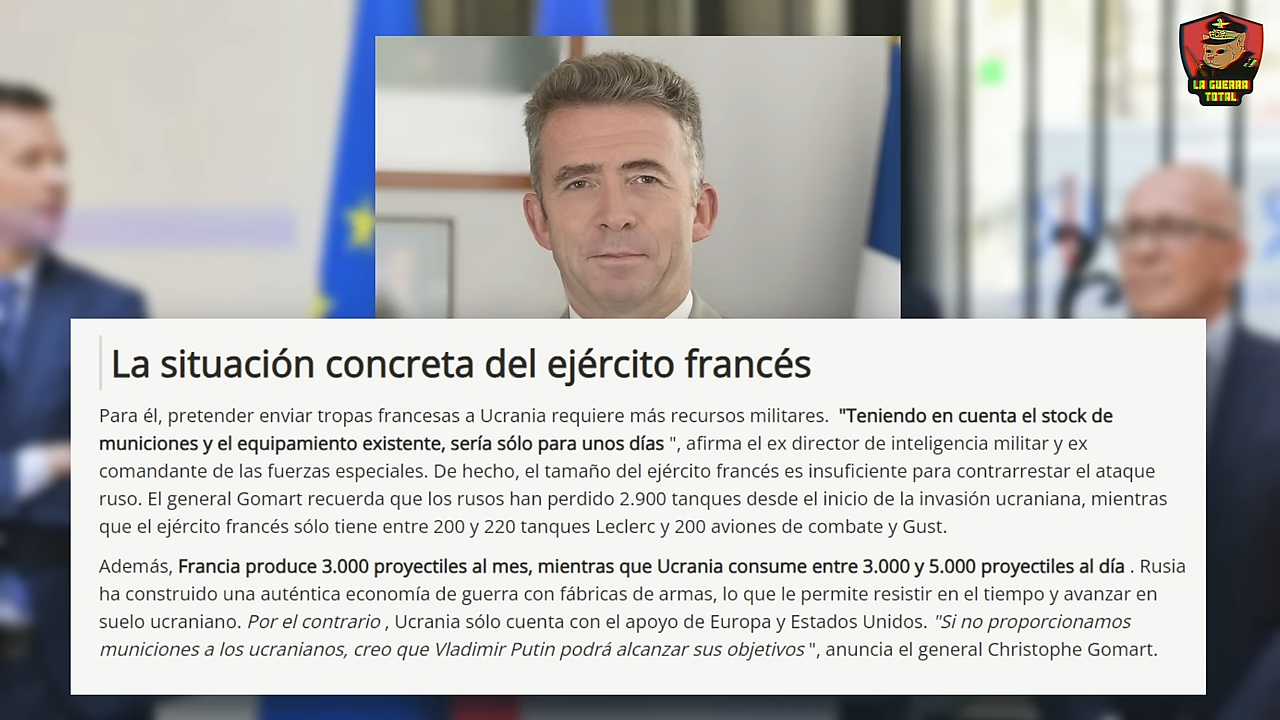 LA GUERRA
TOTAL
La situación concreta del ejército francés
Para él, pretender enviar tropas francesas a Ucrania requiere más recursos militares.  "Teniendo en cuenta el stock de
municiones y el equipamiento existente, sería sólo para unos días ", afirma el ex director de inteligencia militar y ex
comandante de las fuerzas especiales. De hecho, el tamaño del ejército francés es insuficiente para contrarrestar el ataque
ruso. El general Gomart recuerda que los rusos han perdido 2.900 tanques desde el inicio de la invasión ucraniana, mientras
que el ejército francés sólo tiene entre 200 y 220 tanques Leclerc y 200 aviones de combate y Gust.
Además, Francia produce 3.000 proyectiles al mes, mientras que Ucrania consume entre 3.000 y 5.000 proyectiles al día . Rusia
ha construido una auténtica economía de guerra con fábricas de armas, lo que le permite resistir en el tiempo y avanzar en
suelo ucraniano. Por el contrario , Ucrania sólo cuenta con el apoyo de Europa y Estados Unidos. "Si no proporcionamos
municiones a los ucranianos, creo que Vladimir Putin podrá alcanzar sus objetivos ", anuncia el general Christophe Gomart.